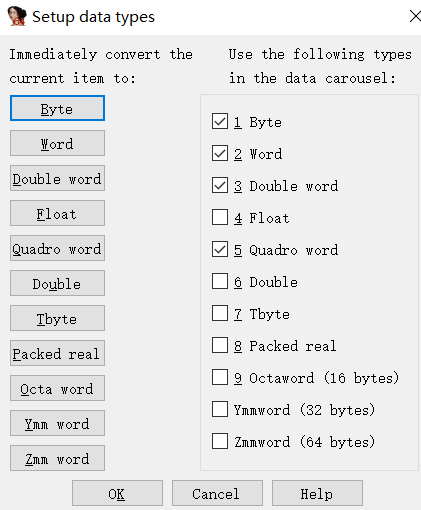 Setup data types
Immediately convert the
current item to:
Byte
Word
Double word
Float
Quadro word
Double
Tbyte
Packed real
Octa word
Ymm word
Zmm word
Use the following types
in the data carousel:
1 Byte
2 Word
3 Double word
4 Float
5 Quadro word
6 Double
7 Tbyte
8 Packed real
9 Octaword (16 bytes)
Ymmword (32 bytes)
Zmmword (64 bytes)
OK Cancel Help